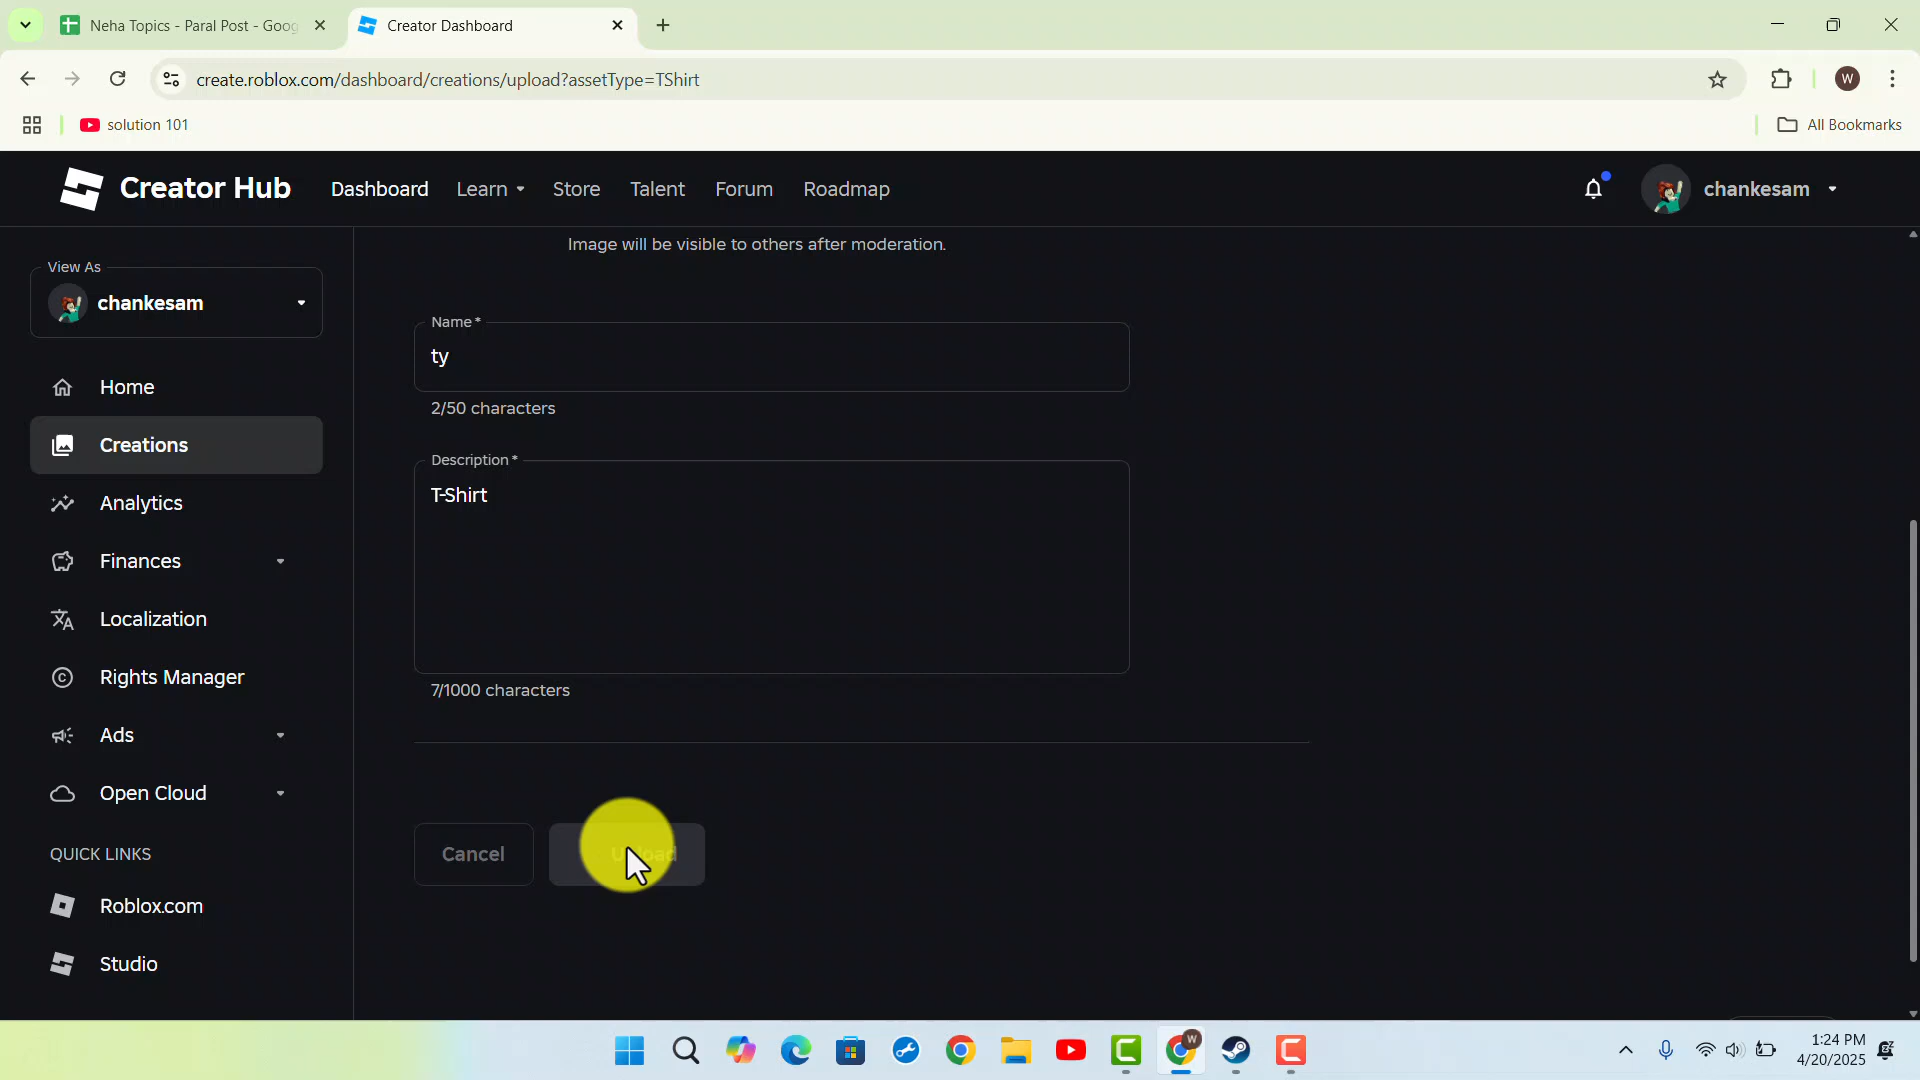 Neha Topics - Paral Post - Goog
Creator Dashboard
create.roblox.com/dashboard/creations/upload?assetType=TShirt
W
solution 101
All Bookmarks
Creator Hub
Dashboard
Learn
Store
Talent
Forum
Roadmap
chankesam
View As
chankesam
Image will be visible to others after moderation.
Name*
ty
2/50 characters
Description*
T-Shirt
7/1000 characters
Cancel
Upload
Home
Creations
Analytics
Finances
Localization
Rights Manager
Ads
Open Cloud
QUICK LINKS
Roblox.com
Studio
W
1:24 PM
4/20/2025